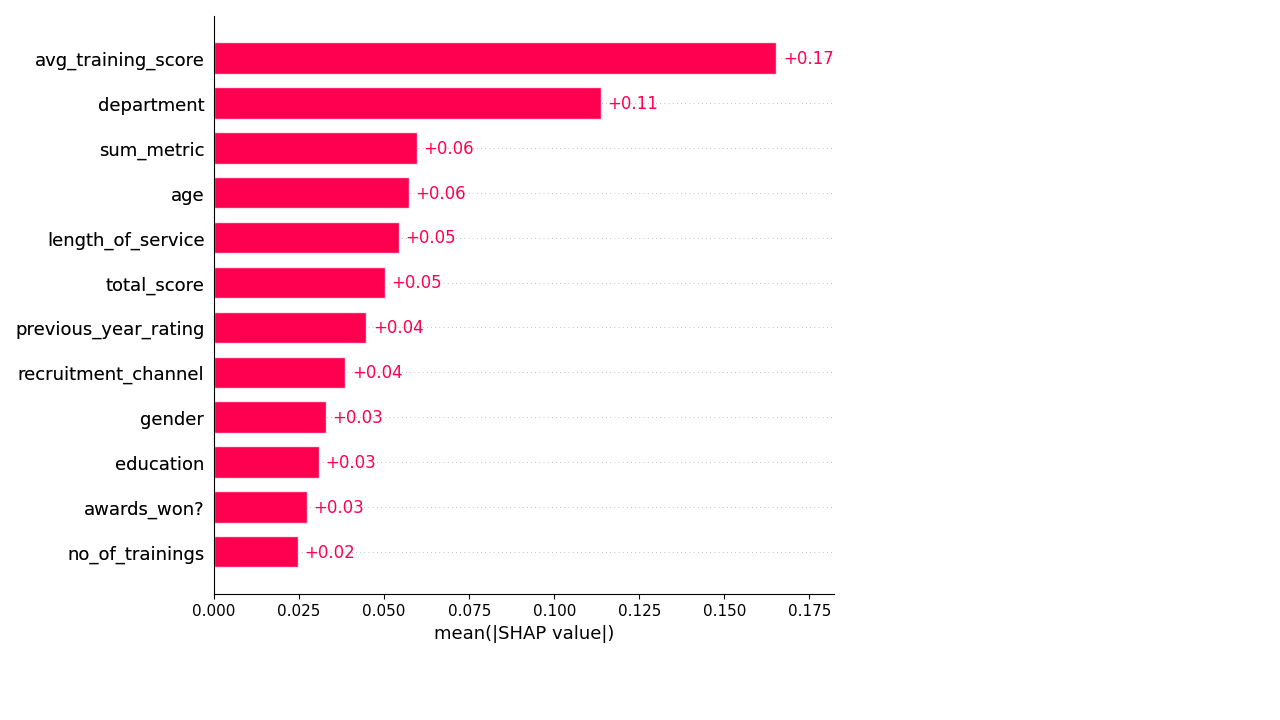 avg_training_score +0.17
department +0.11
sum_metric +0.06
age +0.06
length_of_service +0.05
total_score +0.05
previous_year_rating +0.04
recruitment_channel +0.04
gender +0.03
education +0.03
awards_won? +0.03
no_of_trainings +0.02
0.000 0.025 0.050 0.075 0.100 0.125 0.150 0.175
mean(|SHAP value|)